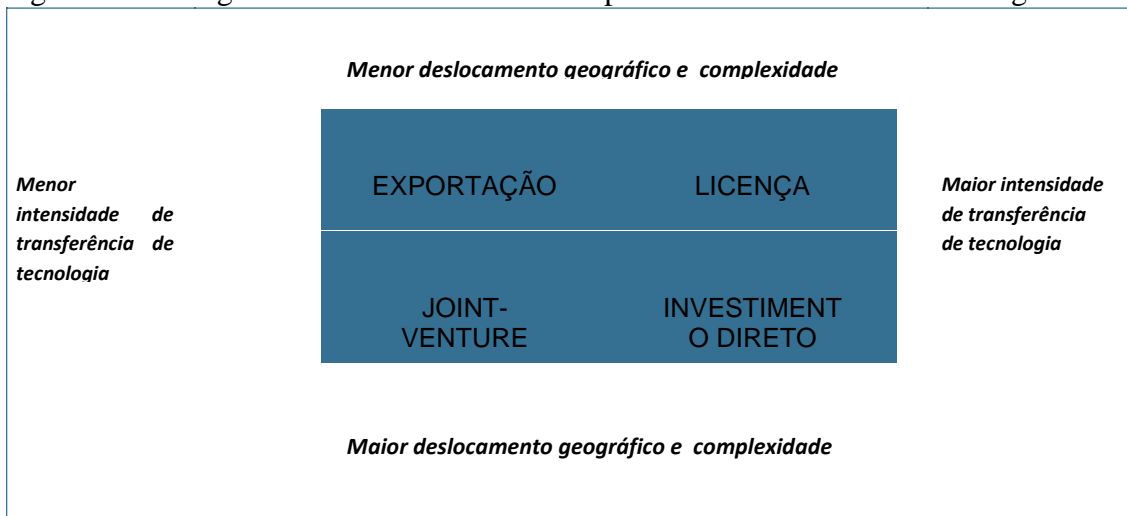 Menor deslocamento geográfico e complexidade
EXPORTAÇÃO
LICENÇA
Menor
intensidade de
transferência de
tecnologia
Maior intensidade
de transferência
de tecnologia
JOINT-
VENTURE
INVESTIMENT
O DIRETO
Maior deslocamento geográfico e complexidade